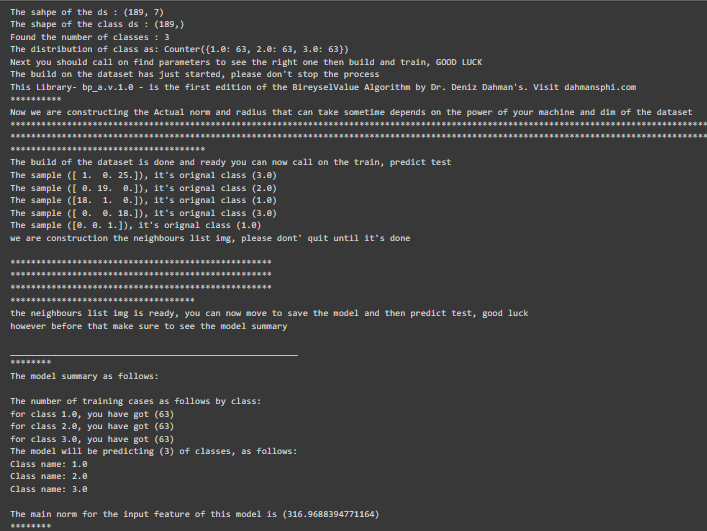 The sahpe of the ds : (189, 7)
The shape of the class ds : (189,)
Found the number of classes : 3
The distribution of class as: Counter({1.0: 63, 2.0: 63, 3.0: 63})
Next you should call on find parameters to see the right one then build and train, GOOD LUCK
The build on the dataset has just started, please don't stop the process
This Library- bp_a.v.1.0 - is the first edition of the BireyselValue Algorithm by Dr. Deniz Dahman's. Visit dahmansphi.com
**********
Now we are constructing the Actual norm and radius that can take sometime depends on the power of your machine and dim of the dataset
****************************************************************************************************************************************
****************************************************************************************************************************************
**************************************
The build of the dataset is done and ready you can now call on the train, predict test
The sample ([ 1.  0. 25.]), it's orignal class (3.0)
The sample ([ 0. 19.  0.]), it's orignal class (2.0)
The sample ([18.  1.  0.]), it's orignal class (1.0)
The sample ([ 0.  0. 18.]), it's orignal class (3.0)
The sample ([0. 0. 1.]), it's orignal class (1.0)
we are construction the neighbours list img, please dont' quit until it's done
***************************************************
***************************************************
***************************************************
************************************
the neighbours list img is ready, you can now move to save the model and then predict test, good luck
however before that make sure to see the model summary
________________________________________________________
********
The model summary as follows:
The number of training cases as follows by class:
for class 1.0, you have got (63)
for class 2.0, you have got (63)
for class 3.0, you have got (63)
The model will be predicting (3) of classes, as follows:
Class name: 1.0
Class name: 2.0
Class name: 3.0
The main norm for the input feature of this model is (316.9688394771164)
********